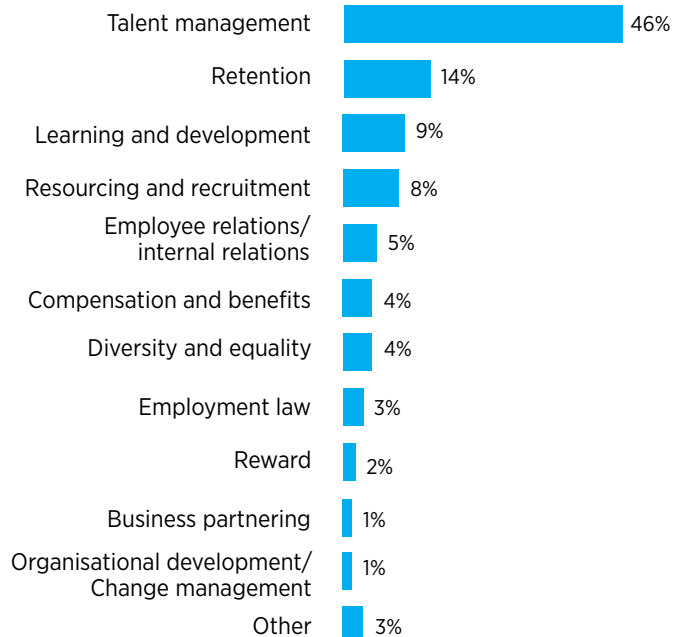 Talent management 46%
Retention 14%
Learning and development 9%
Resourcing and recruitment 8%
Employee relations/
internal relations 5%
Compensation and benefits 4%
Diversity and equality 4%
Employment law 3%
Reward 2%
Business partnering 1%
Organisational development/
Change management 1%
Other 3%